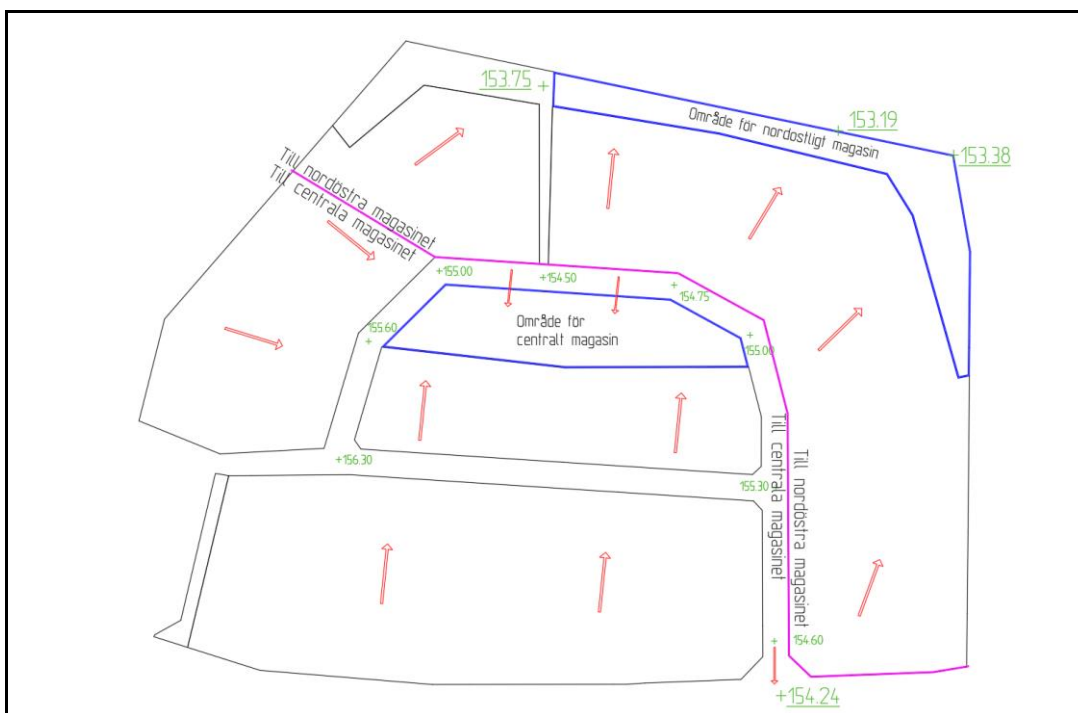 153.75
Område för nordostligt magasin
153.19
153.38
Till nordöstra magasinet
Till centrala magasinet
+155.00
+154.50
154.75
155.60
Område för
centralt magasin
155.00
+156.30
155.30
Till centrala magasinet
Till nordöstra magasinet
154.60
+154.24